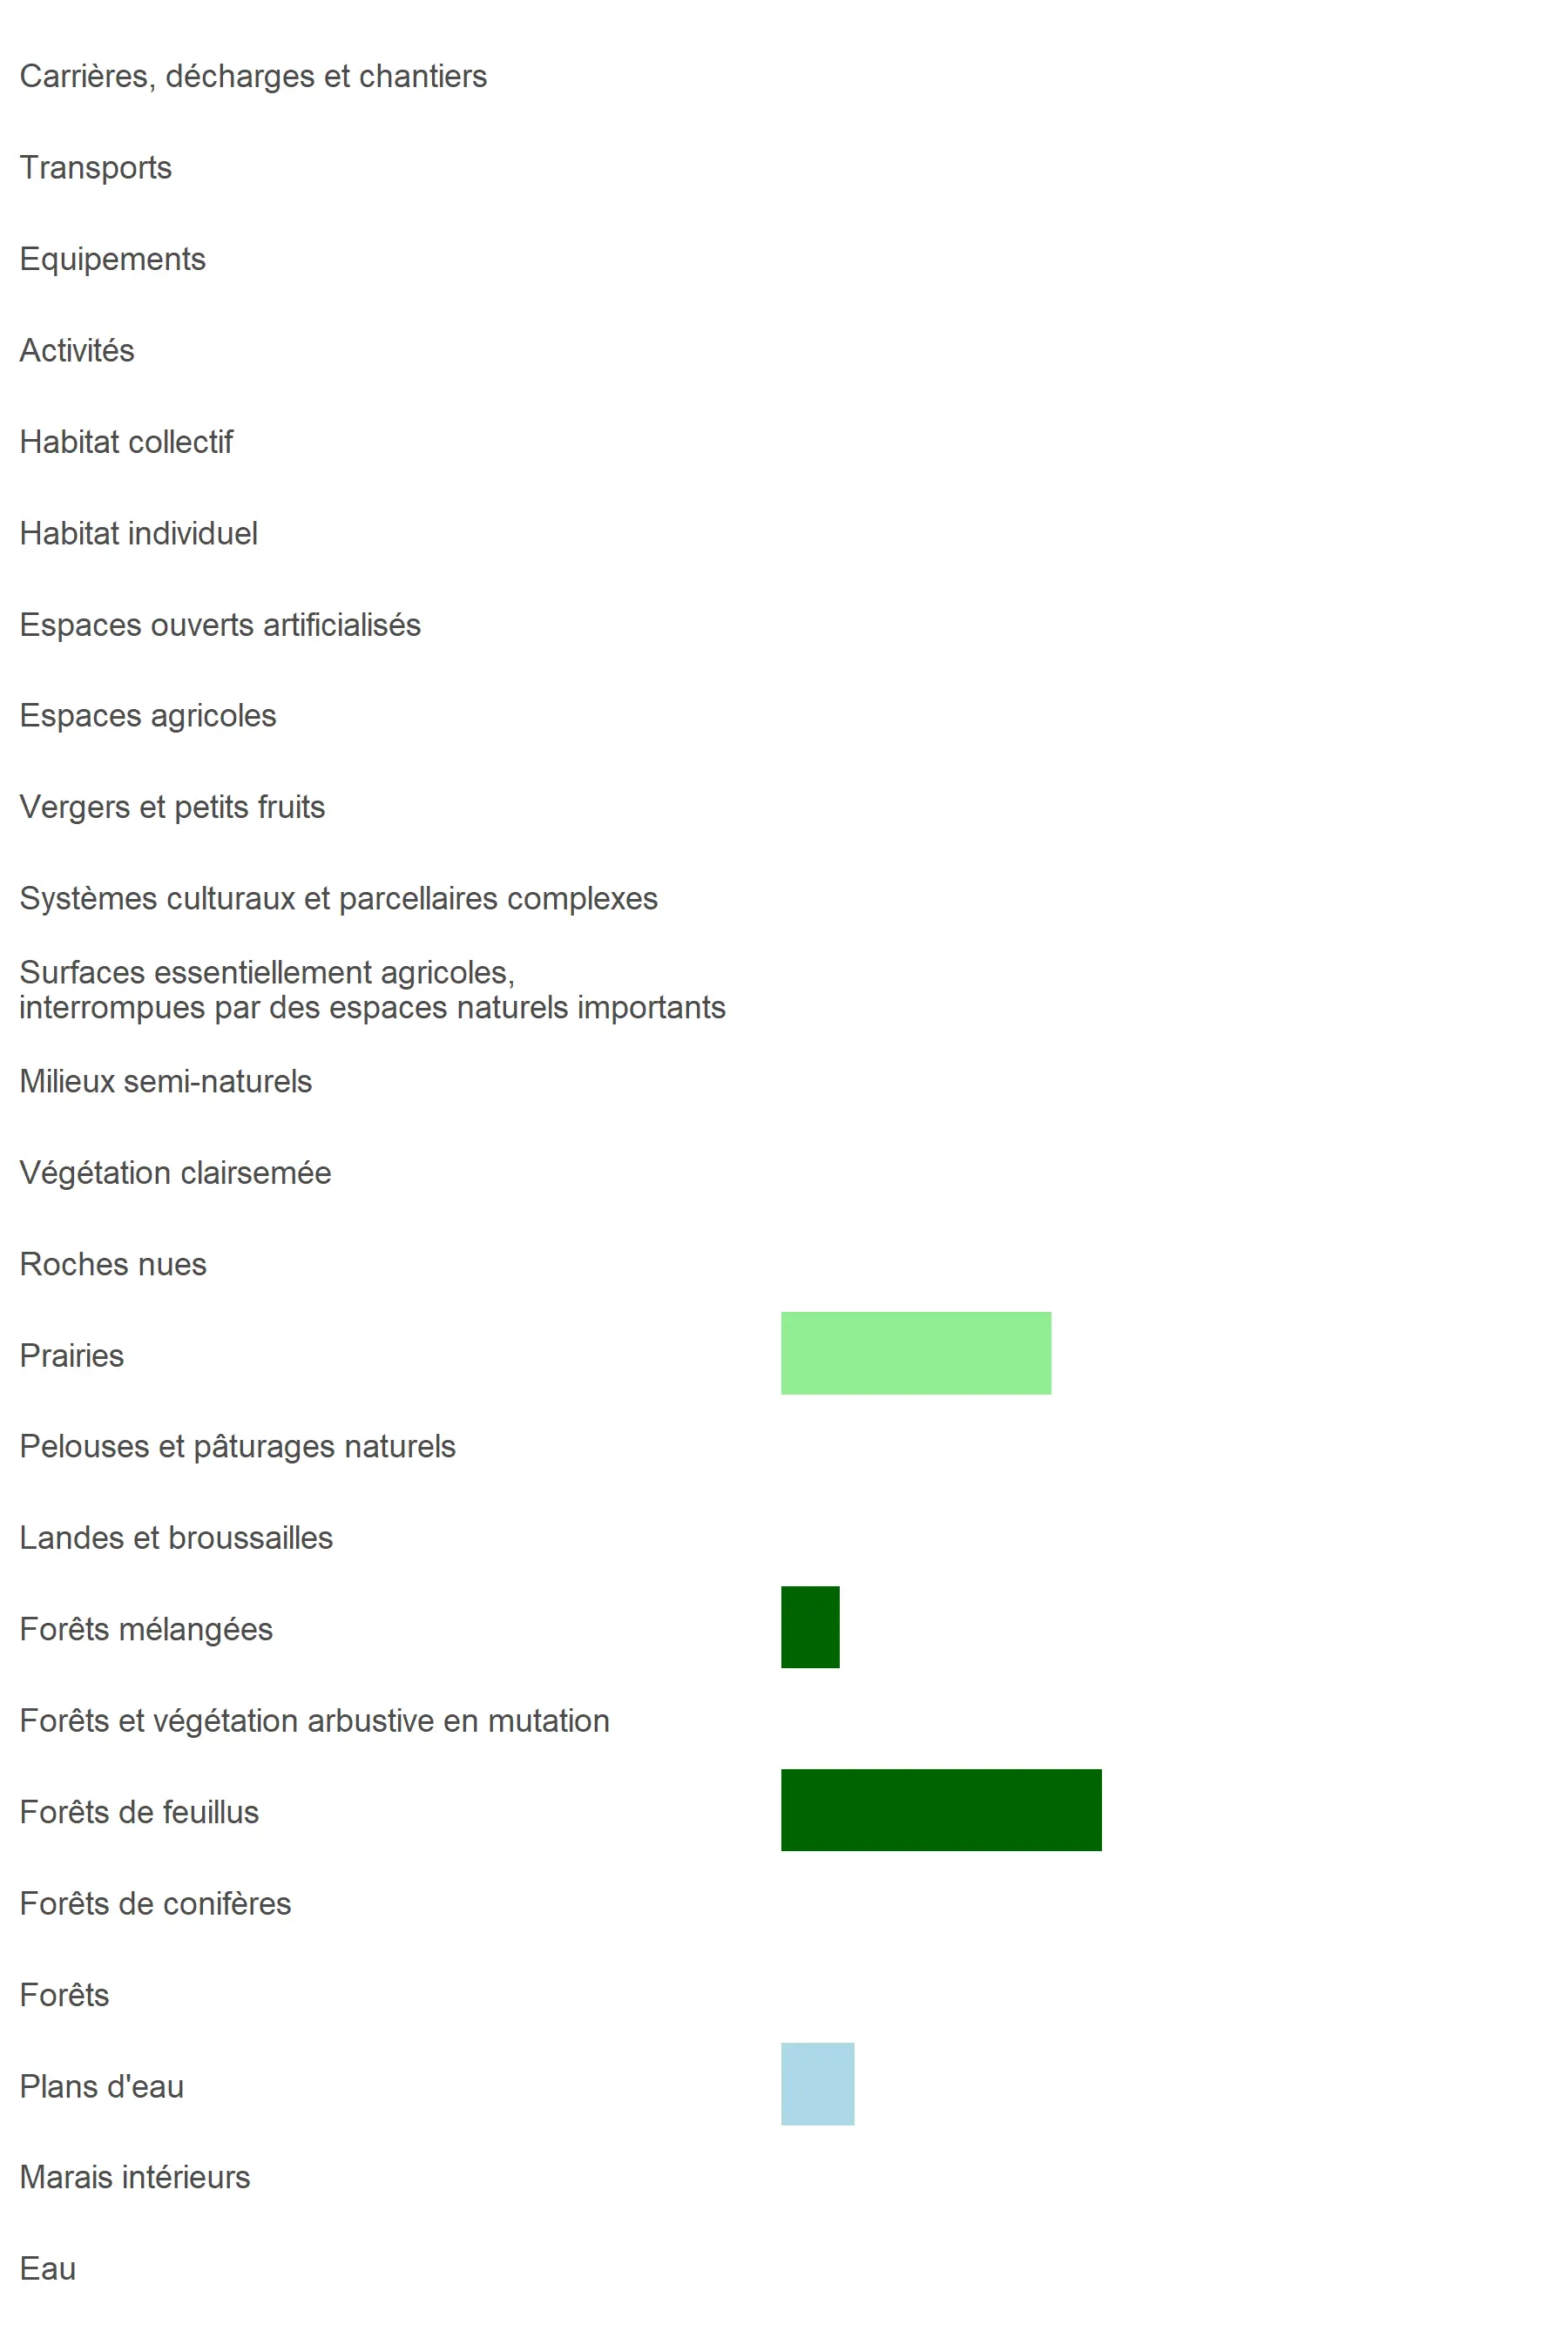 Carrières, décharges et chantiers
Transports
Equipements
Activités
Habitat collectif
Habitat individuel
Espaces ouverts artificialisés
Espaces agricoles
Vergers et petits fruits
Systèmes culturaux et parcellaires complexes
Surfaces essentiellement agricoles,
interrompues par des espaces naturels importants
Milieux semi-naturels
Végétation clairsemée
Roches nues
Prairies
Pelouses et pâturages naturels
Landes et broussailles
Forêts mélangées
Forêts et végétation arbustive en mutation
Forêts de feuillus
Forêts de conifères
Forêts
Plans d'eau
Marais intérieurs
Eau